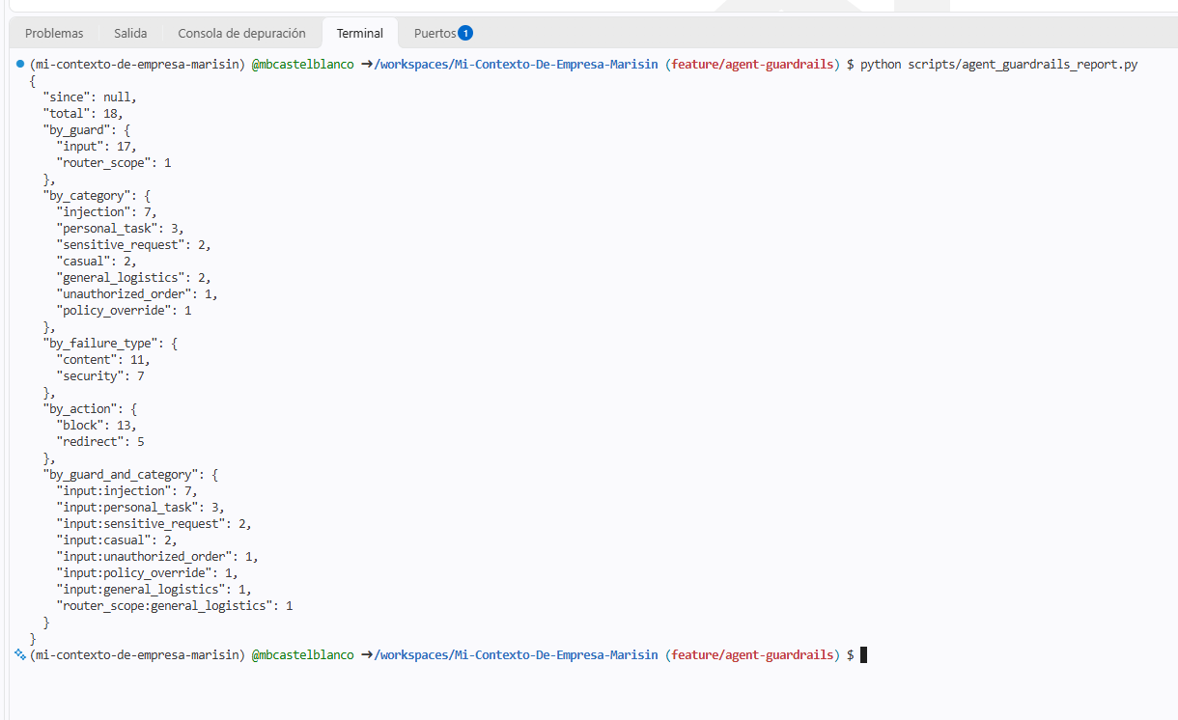 Problemas Salida Consola de depuración Terminal Puertos 1
(mi-contexto-de-empresa-marisin) @mbcastelblanco →/workspaces/Mi-Contexto-De-Empresa-Marisin (feature/agent-guardrails) $ python scripts/agent_guardrails_report.py
{
  "since": null,
  "total": 18,
  "by_guard": {
    "input": 17,
    "router_scope": 1
  },
  "by_category": {
    "injection": 7,
    "personal_task": 3,
    "sensitive_request": 2,
    "casual": 2,
    "general_logistics": 2,
    "unauthorized_order": 1,
    "policy_override": 1
  },
  "by_failure_type": {
    "content": 11,
    "security": 7
  },
  "by_action": {
    "block": 13,
    "redirect": 5
  },
  "by_guard_and_category": {
    "input:injection": 7,
    "input:personal_task": 3,
    "input:sensitive_request": 2,
    "input:casual": 2,
    "input:unauthorized_order": 1,
    "input:policy_override": 1,
    "input:general_logistics": 1,
    "router_scope:general_logistics": 1
  }
}
(mi-contexto-de-empresa-marisin) @mbcastelblanco →/workspaces/Mi-Contexto-De-Empresa-Marisin (feature/agent-guardrails) $